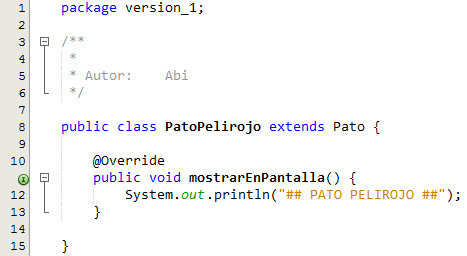 1 package version_1;
2
3 /**
4 *
5 * Autor: Abi
6 */
7
8 public class PatoPelirojo extends Pato {
9
10 @Override
public void mostrarEnPantalla() {
12 System.out.println("## PATO PELIROJO ##");
13 }
14
15 }